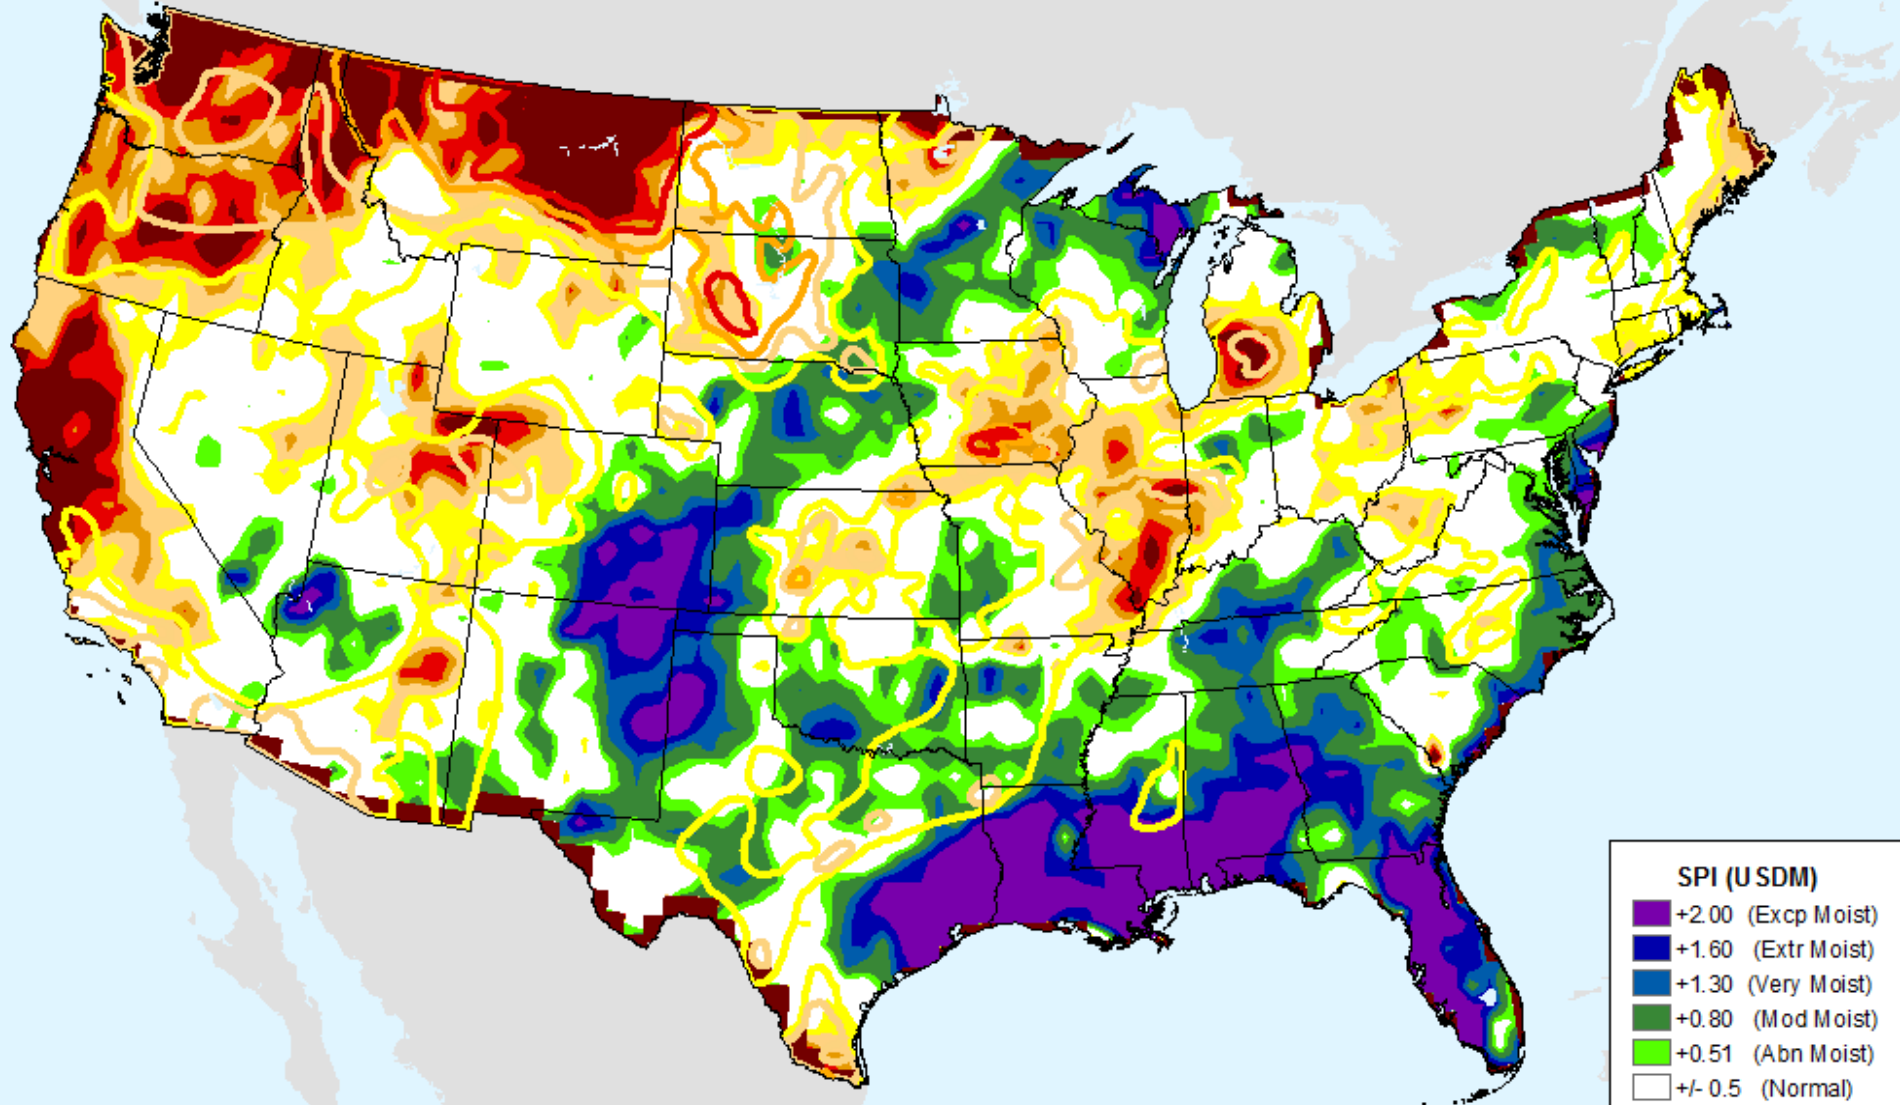 SPI (USDM)
+2.00 (Excp Moist)
+1.60 (Extr Moist)
+1.30 (Very Moist)
+0.80 (Mod Moist)
+0.51 (Abn Moist)
+/- 0.5 (Normal)